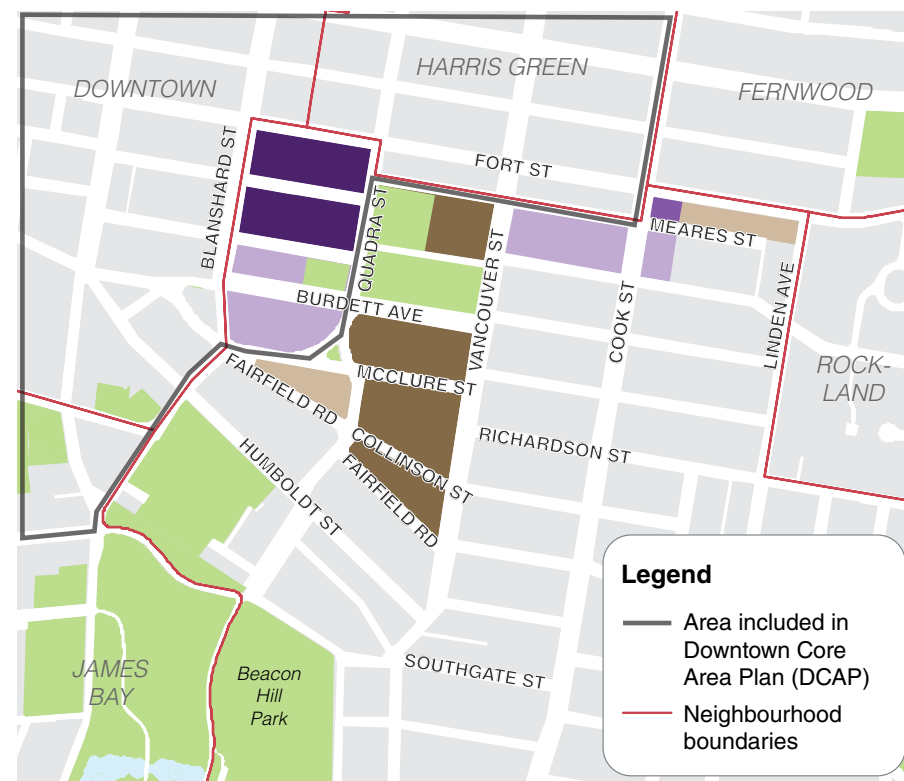 HARRIS GREEN
DOWNTOWN
FERNWOOD
BLANSHARD ST
FORT ST
QUADRA ST
MEARES ST
VANCOUVER ST
COOK ST
LINDEN AVE
BURDETT AVE
ROCK-
LAND
MCCLURE ST
FAIRFIELD RD
RICHARDSON ST
COLLINSON ST
HUMBOLDT ST
FAIRFIELD RD
SOUTHGATE ST
JAMES
BAY
Beacon
Hill
Park
Legend
Area included in
Downtown Core
Area Plan (DCAP)
Neighbourhood
boundaries